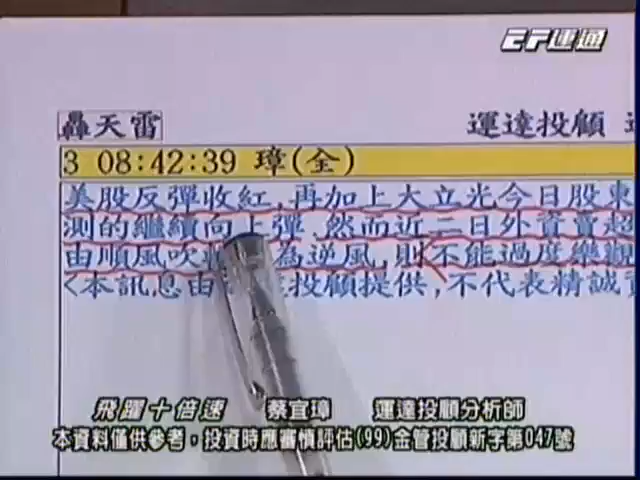 EF運通
轟天雷 運達投顧
3 08:42:39 璋(全)
美股反彈收紅,再加上大立光今日股東
測的繼續向上彈,然而近二日外資賣超
由順風吹 為逆風,則不能過度樂觀
<本訊息由 投顧提供,不代表精誠資
飛躍十倍速 蔡宜璋 運達投顧分析師
本資料僅供參考,投資時應審慎評估(99)金管投顧新字第047號